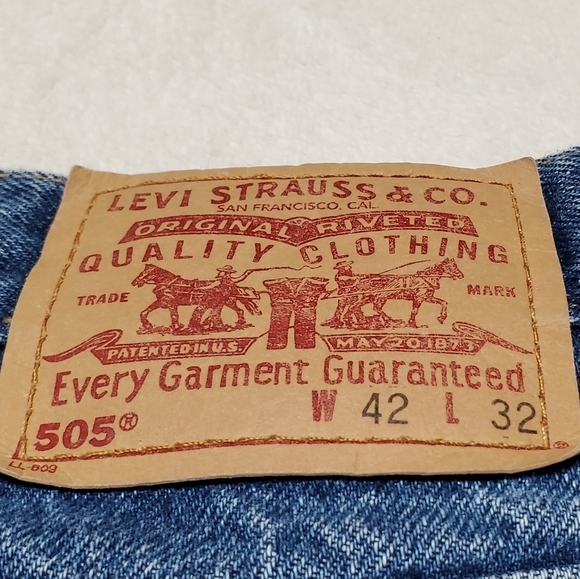 LEVI STRAUSS & CO.
SAN FRANCISCO, CAL.
ORIGINAL RIVETED
QUALITY CLOTHING
TRADE MARK
PATENTED IN U.S. MAY 20 1873
Every Garment Guaranteed
505® W 42 L 32